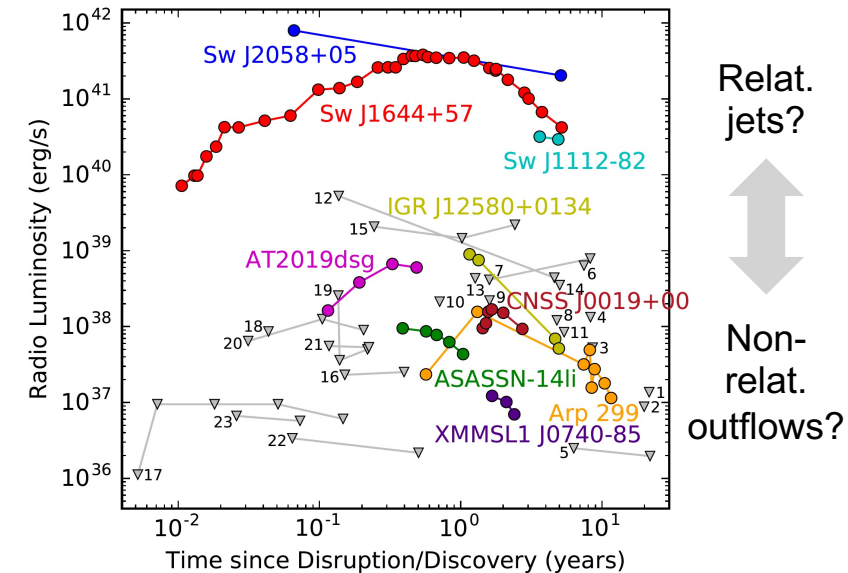 10^42
Sw J2058+05
10^41
Sw J1644+57
Sw J1112-82
10^40
12
IGR J12580+0134
15
10^39
AT2019dsg
7
6
19
13
14
10
9
CNSS J0019+00
10^38
18
8
4
20
21
11
3
16
ASASSN-14li
10^37
1
23
Arp 299
2
22
XMMSL1 J0740-85
5
10^36
17
10^-2
10^-1
10^0
10^1
Time since Disruption/Discovery (years)
Radio Luminosity (erg/s)
Relat.
jets?
Non-
relat.
outflows?